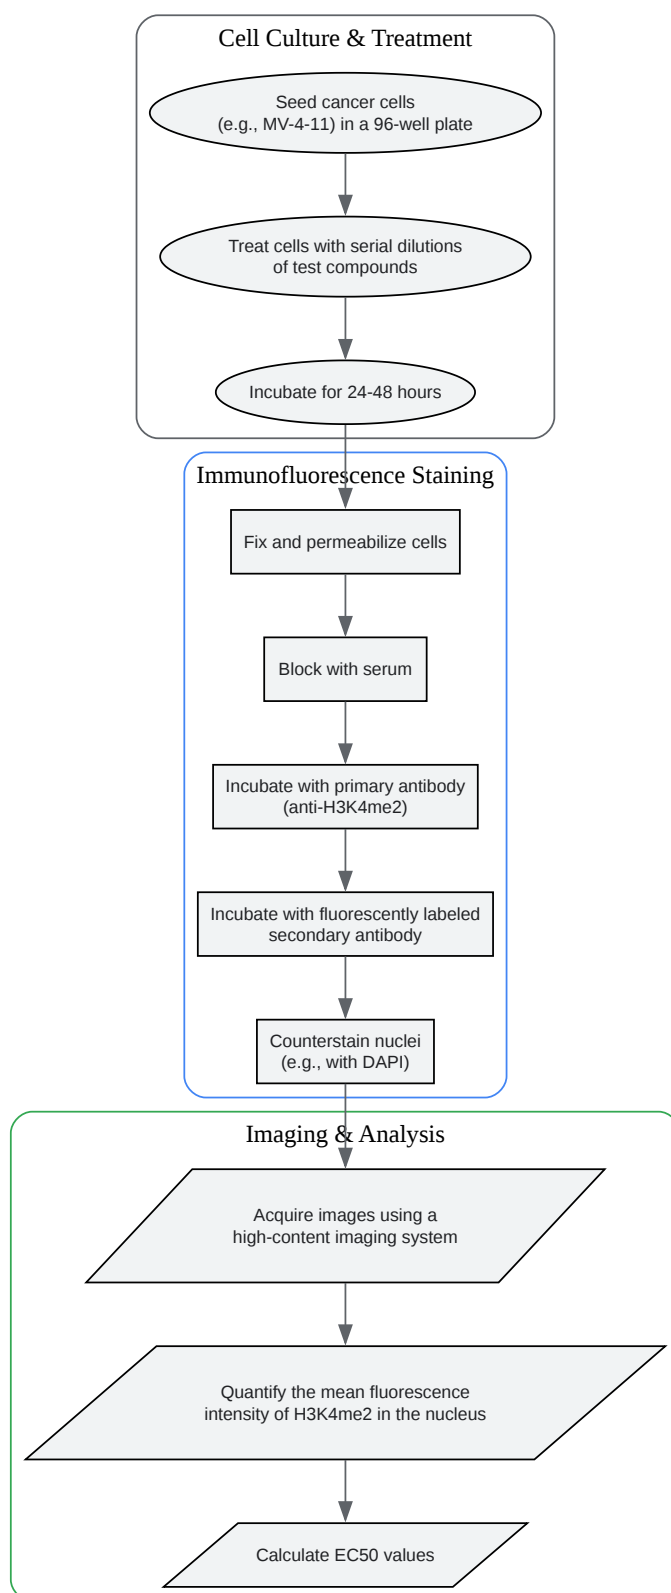 Cell Culture & Treatment
Seed cancer cells
(e.g., MV-4-11) in a 96-well plate
Treat cells with serial dilutions
of test compounds
Incubate for 24-48 hours
Immunofluorescence Staining
Fix and permeabilize cells
Block with serum
Incubate with primary antibody
(anti-H3K4me2)
Incubate with fluorescently labeled
secondary antibody
Counterstain nuclei
(e.g., with DAPI)
Imaging & Analysis
Acquire images using a
high-content imaging system
Quantify the mean fluorescence
intensity of H3K4me2 in the nucleus
Calculate EC50 values